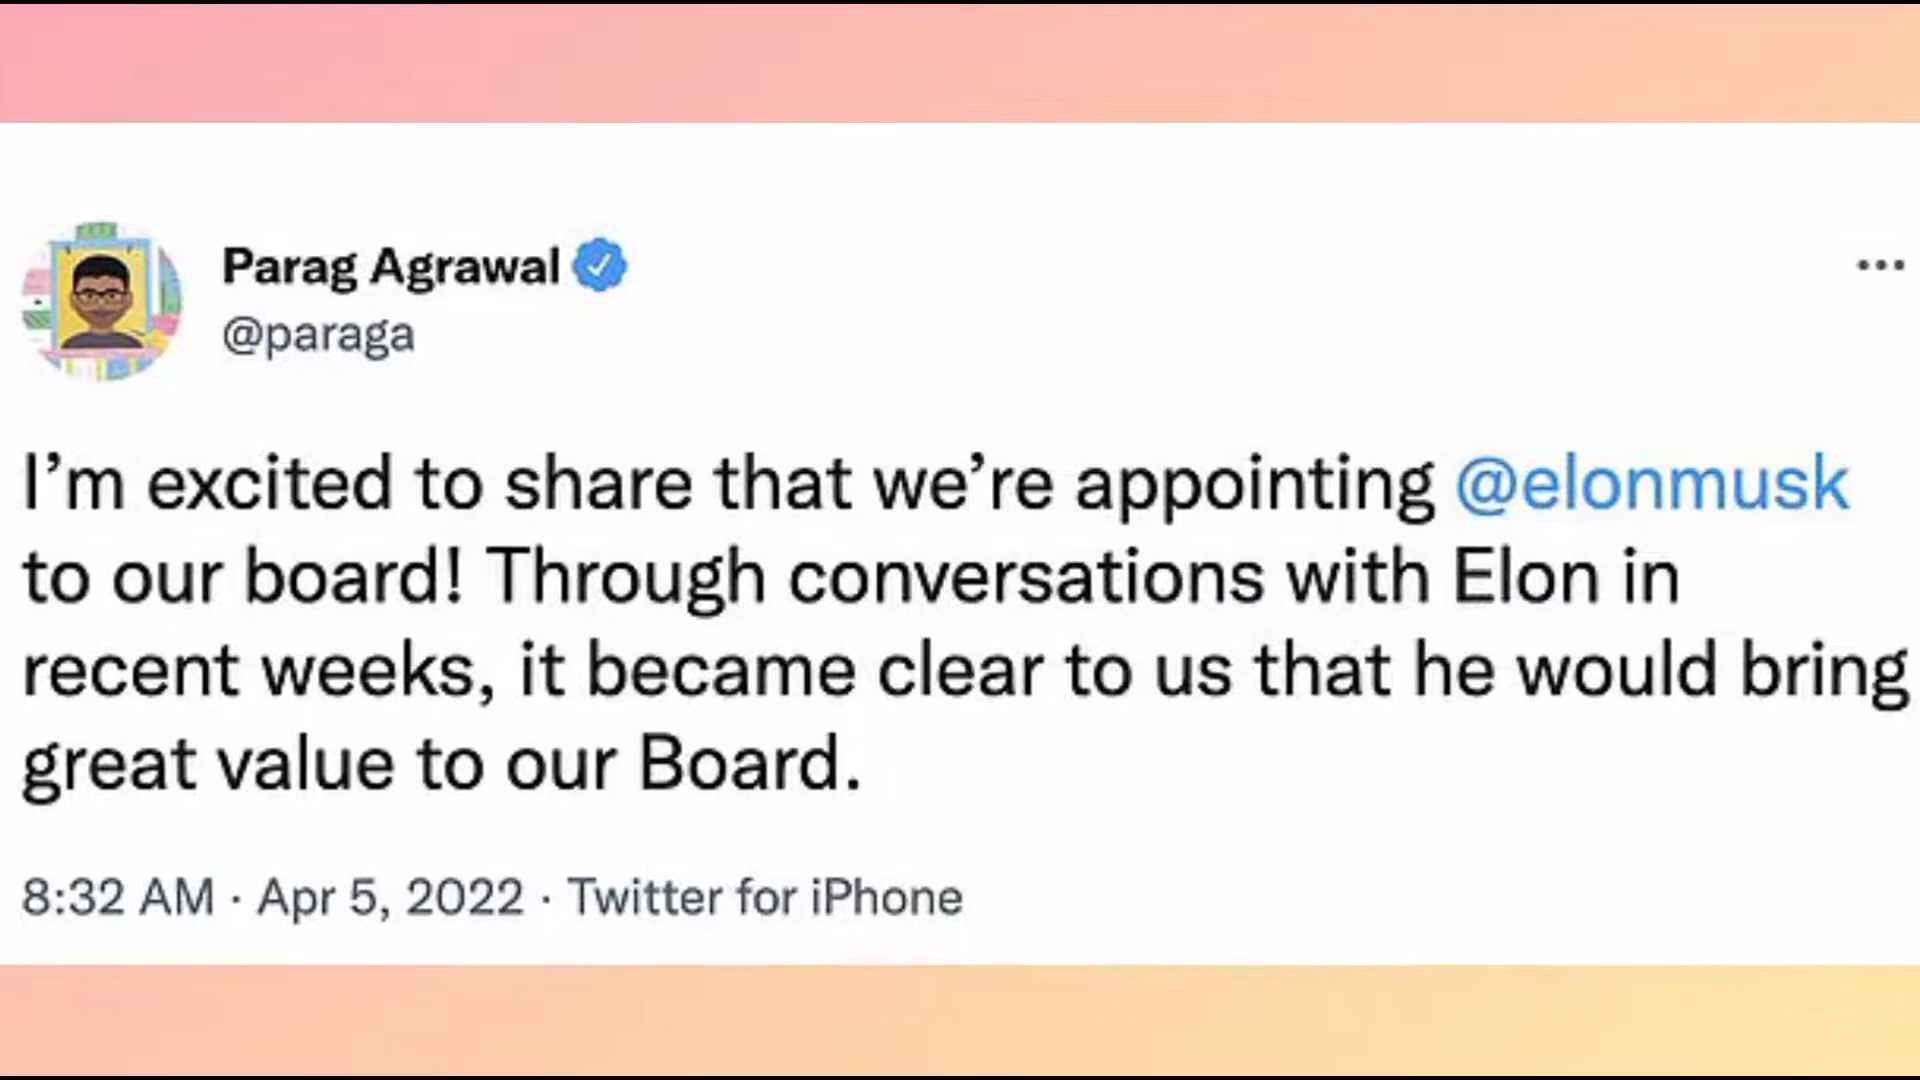 Parag Agrawal
@paraga
I’m excited to share that we’re appointing @elonmusk
to our board! Through conversations with Elon in
recent weeks, it became clear to us that he would bring
great value to our Board.
8:32 AM · Apr 5, 2022 · Twitter for iPhone